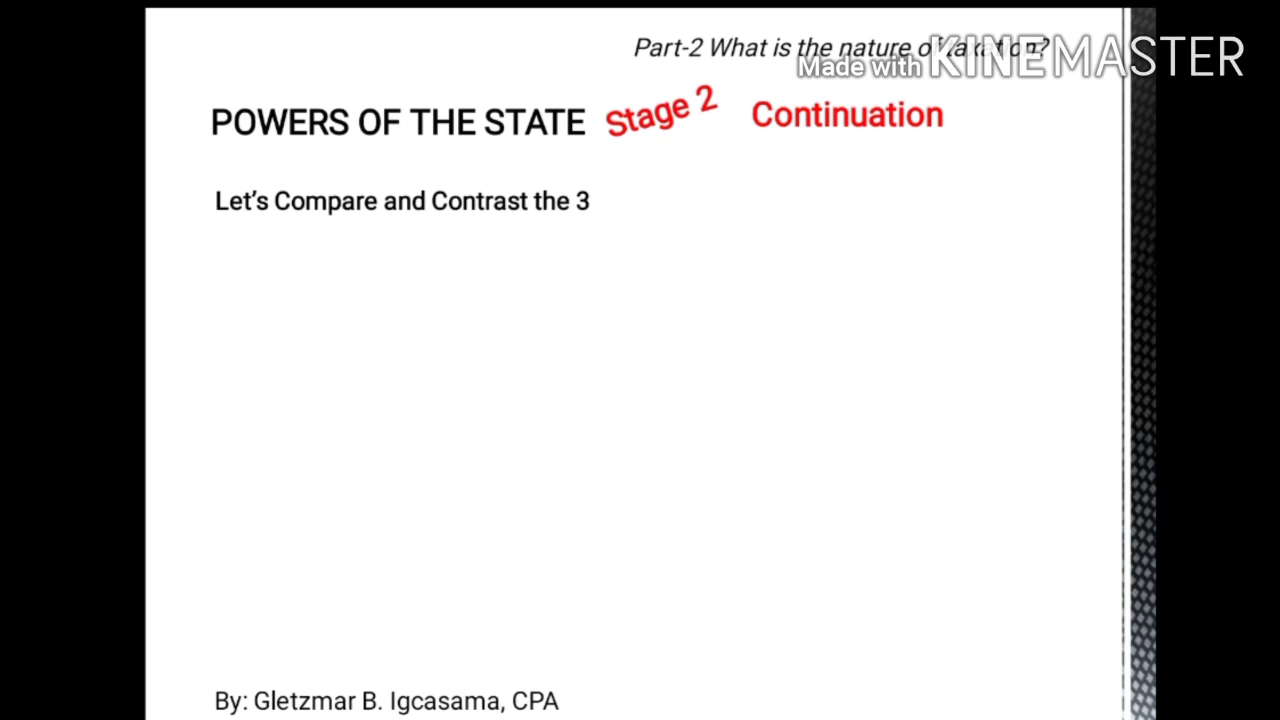 Part-2 What is the nature of taxation?
Made with KINEMASTER
POWERS OF THE STATE Stage 2 Continuation
Let's Compare and Contrast the 3
By: Gletzmar B. Igcasama, CPA